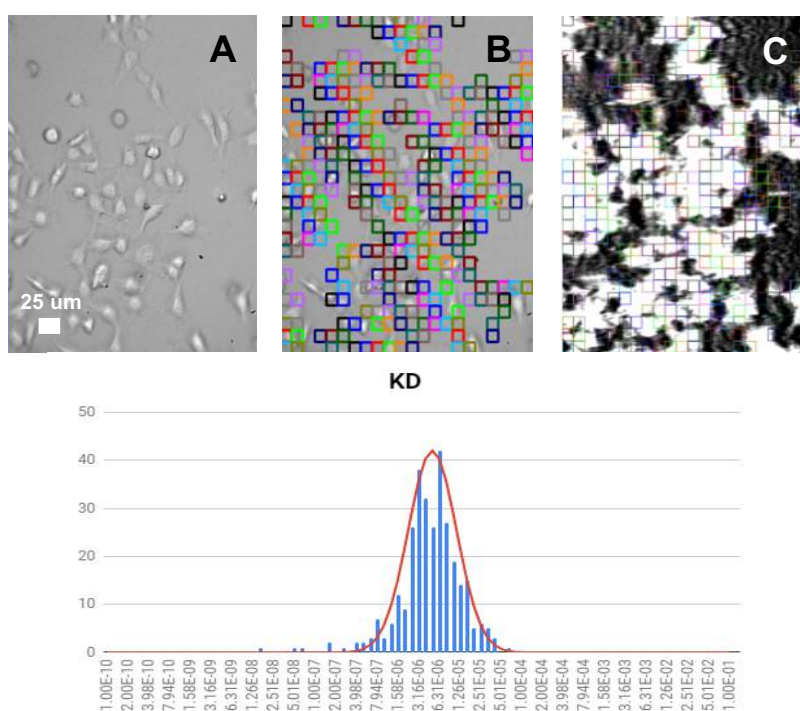 A B C
25 um
KD
50
40
30
20
10
0
1.00E-10
2.00E-10
3.98E-10
7.94E-10
1.58E-09
3.16E-09
6.31E-09
1.26E-08
2.51E-08
5.01E-08
1.00E-07
2.00E-07
3.98E-07
7.94E-07
1.58E-06
3.16E-06
6.31E-06
1.26E-05
2.51E-05
5.01E-05
1.00E-04
2.00E-04
3.98E-04
7.94E-04
1.58E-03
3.16E-03
6.31E-03
1.26E-02
2.51E-02
5.01E-02
1.00E-01